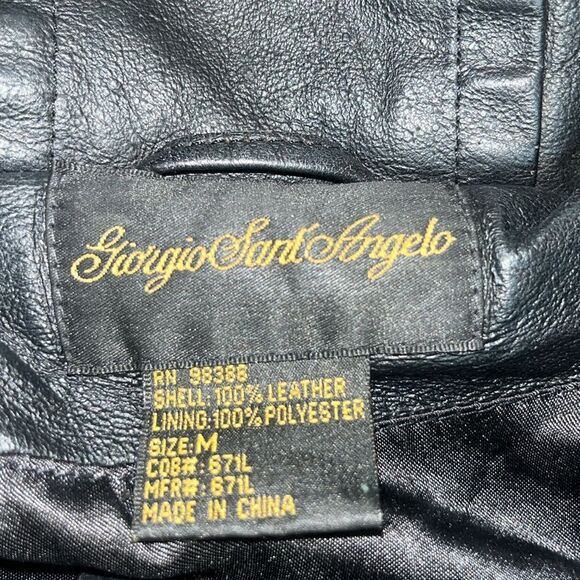 Giorgio Sant'Angelo
RN 98388
SHELL: 100% LEATHER
LINING: 100% POLYESTER
SIZE: M
COB#: 671L
MFR#: 671L
MADE IN CHINA